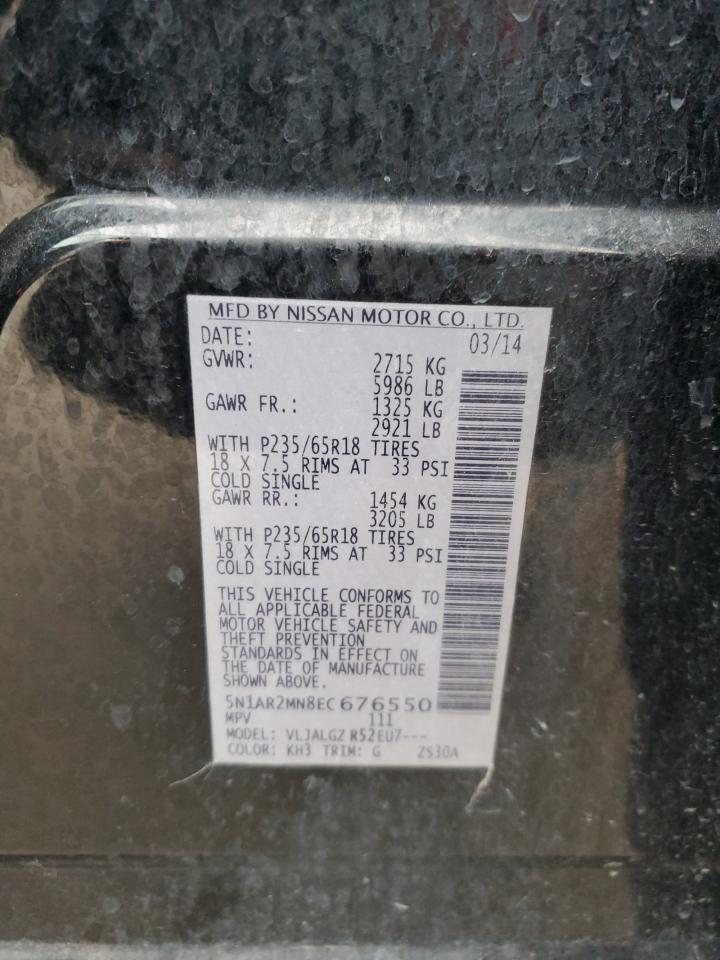 MFD BY NISSAN MOTOR CO., LTD.
DATE: 03/14
GVWR: 2715 KG
5986 LB
GAWR FR.: 1325 KG
2921 LB
WITH P235/65R18 TIRES
18 X 7.5 RIMS AT 33 PSI
COLD SINGLE
GAWR RR.: 1454 KG
3205 LB
WITH P235/65R18 TIRES
18 X 7.5 RIMS AT 33 PSI
COLD SINGLE
THIS VEHICLE CONFORMS TO
ALL APPLICABLE FEDERAL
MOTOR VEHICLE SAFETY AND
THEFT PREVENTION
STANDARDS IN EFFECT ON
THE DATE OF MANUFACTURE
SHOWN ABOVE.
5N1AR2MN8EC676550
MPV 111
MODEL: VLJALGZ R52EU7---
COLOR: KH3 TRIM: G ZS30A